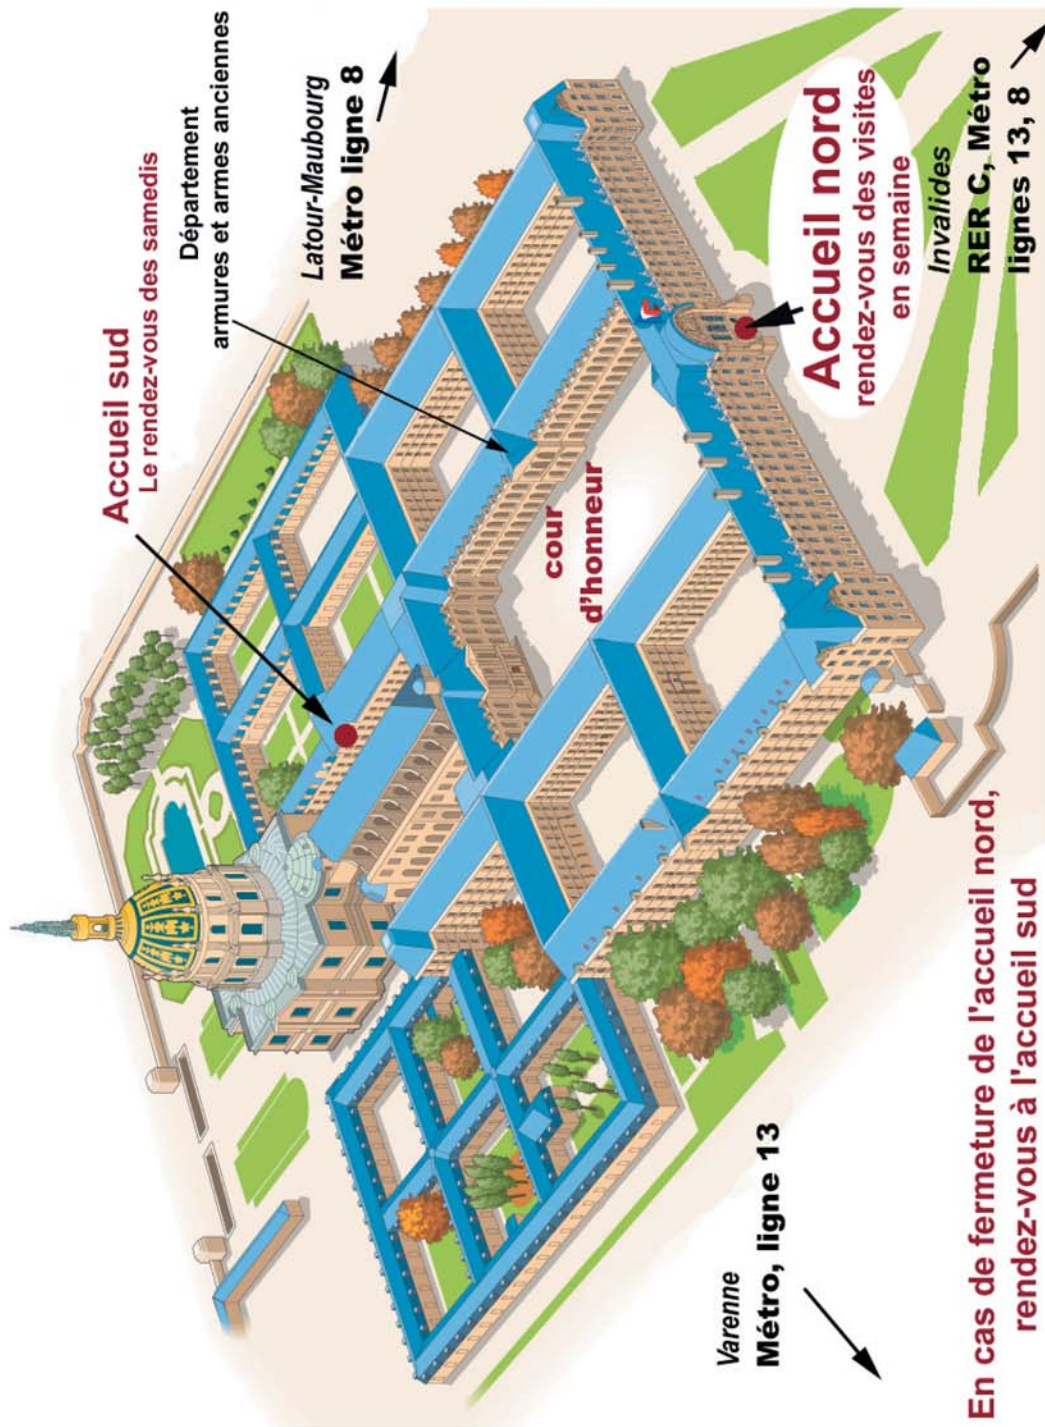 Accueil sud
Le rendez-vous des samedis
Département
armures et armes anciennes
Latour-Maubourg
Métro ligne 8
cour
d'honneur
Accueil nord
rendez-vous des visites
en semaine
Invalides
RER C, Métro
lignes 13, 8
Varenne
Métro, ligne 13
En cas de fermeture de l'accueil nord,
rendez-vous à l'accueil sud